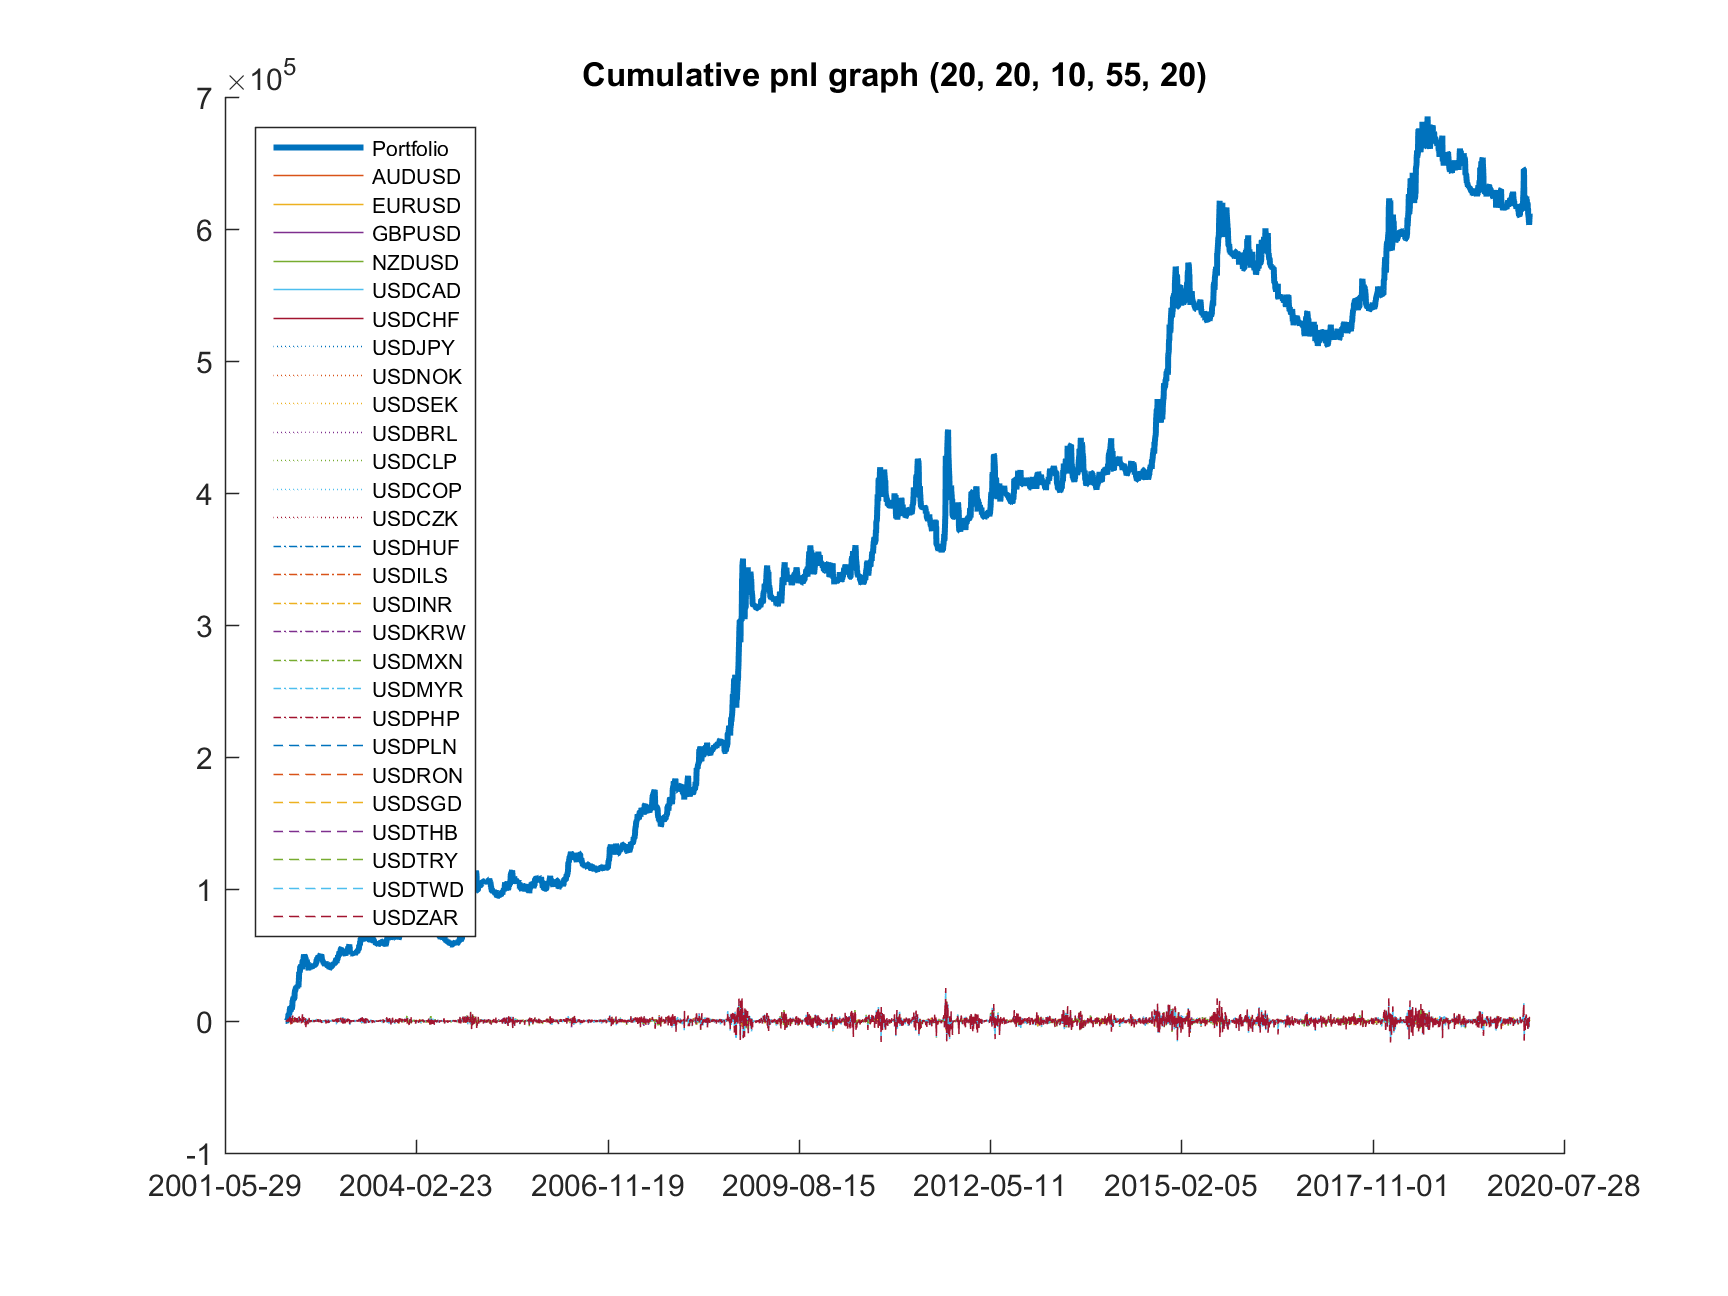 ×10^5
Cumulative pnl graph (20, 20, 10, 55, 20)
7
6
5
4
3
2
1
0
-1
Portfolio
AUDUSD
EURUSD
GBPUSD
NZDUSD
USDCAD
USDCHF
USDJPY
USDNOK
USDSEK
USDBRL
USDCLP
USDCOP
USDCZK
USDHUF
USDILS
USDINR
USDKRW
USDMXN
USDMYR
USDPHP
USDPLN
USDRON
USDSGD
USDTHB
USDTRY
USDTWD
USDZAR
2001-05-29 2004-02-23 2006-11-19 2009-08-15 2012-05-11 2015-02-05 2017-11-01 2020-07-28